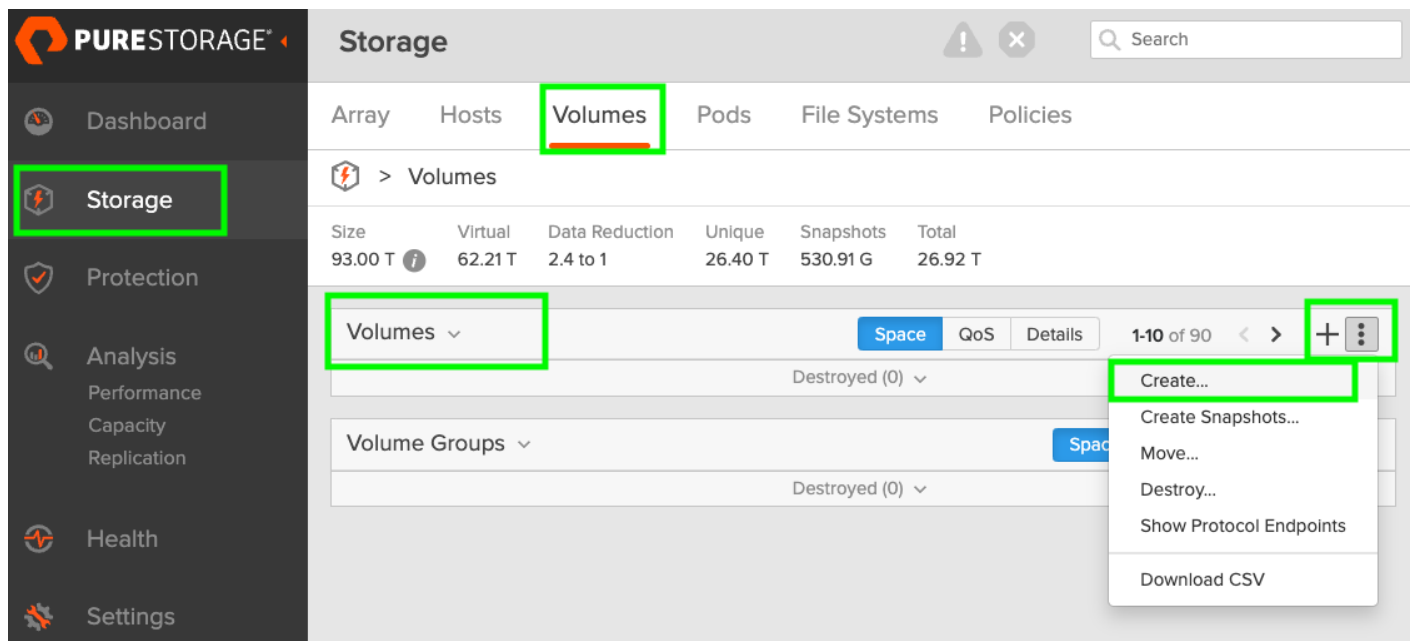 PURESTORAGE®
Dashboard
Storage
Protection
Analysis
Performance
Capacity
Replication
Health
Settings
Storage
Search
Array Hosts Volumes Pods File Systems Policies
> Volumes
Size Virtual Data Reduction Unique Snapshots Total
93.00 T i 62.21 T 2.4 to 1 26.40 T 530.91 G 26.92 T
Volumes Space QoS Details 1-10 of 90 < > +
Destroyed (0)
Volume Groups Spac
Destroyed (0)
Create...
Create Snapshots...
Move...
Destroy...
Show Protocol Endpoints
Download CSV